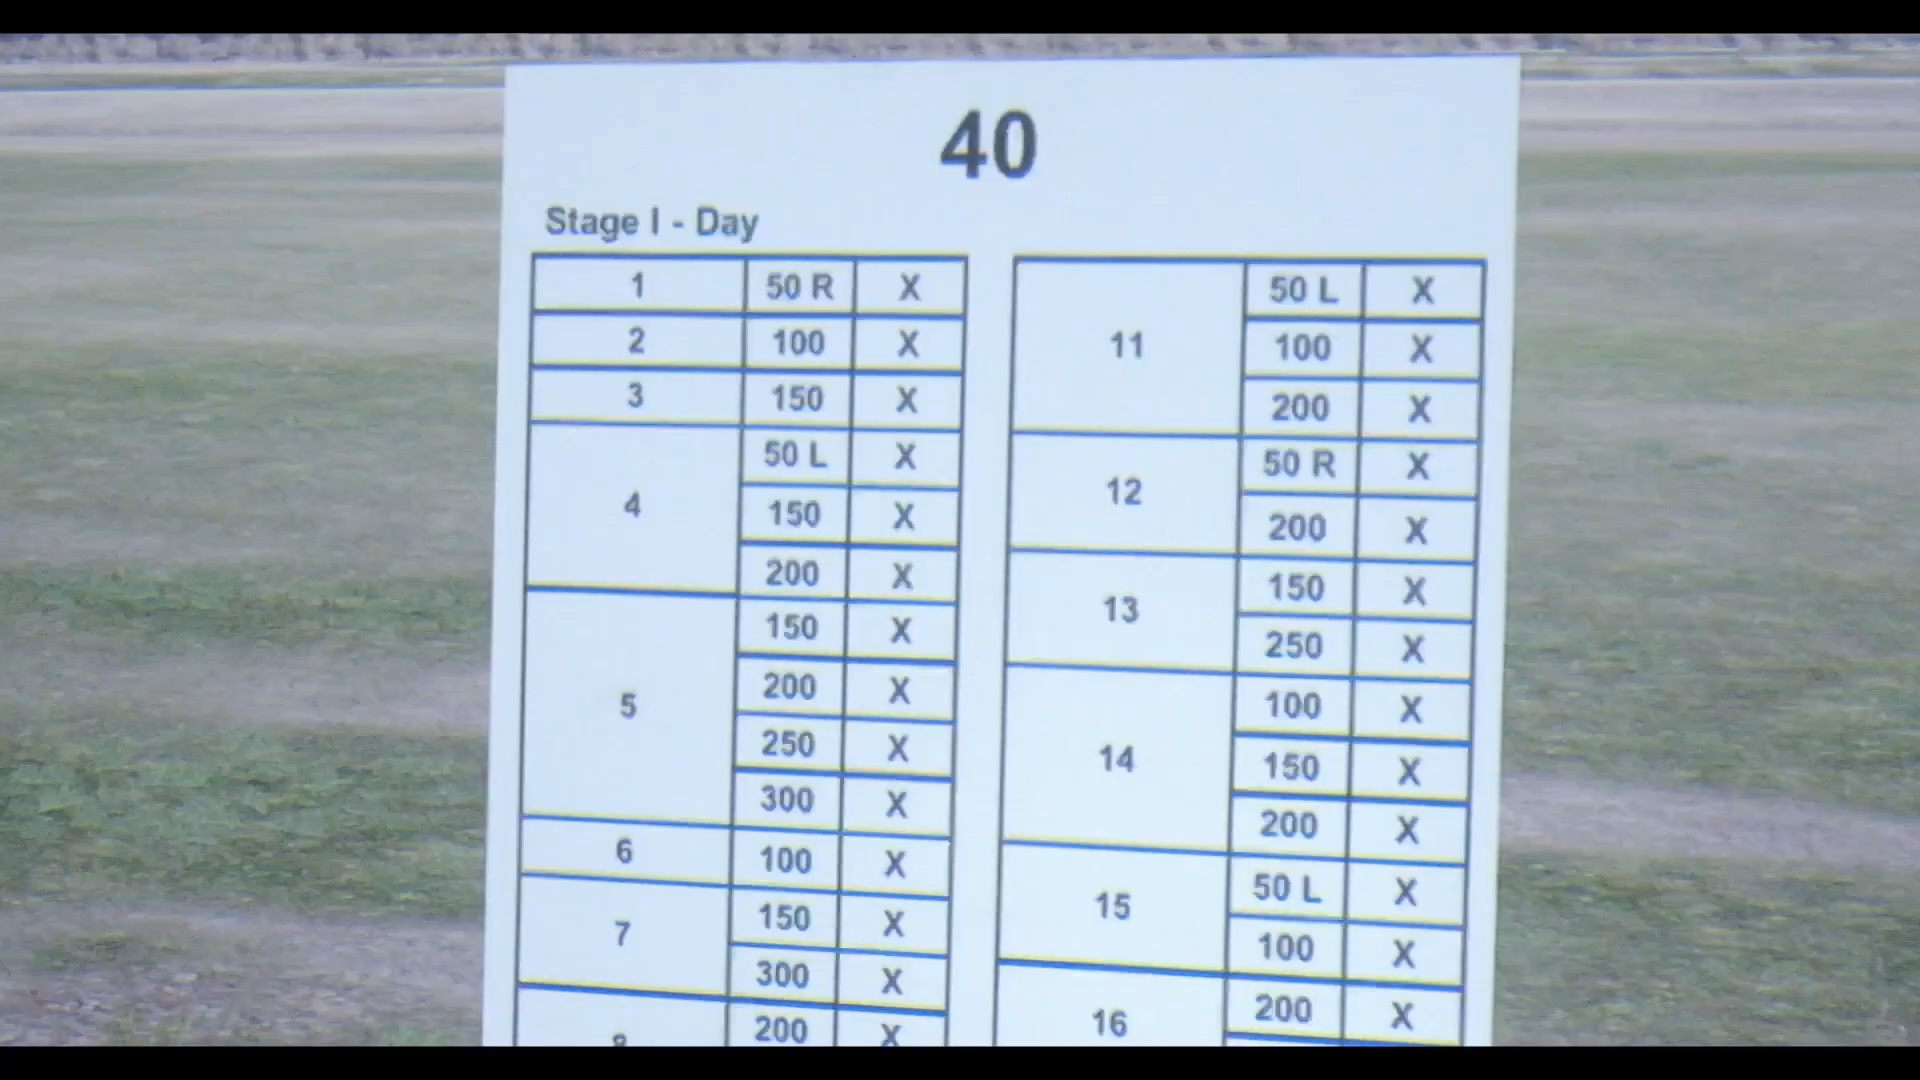 40
Stage I - Day
1 50 R X
2 100 X
3 150 X
4 50 L X
150 X
200 X
5 150 X
200 X
250 X
300 X
6 100 X
7 150 X
300 X
200 X
11 50 L X
100 X
200 X
12 50 R X
200 X
13 150 X
250 X
14 100 X
150 X
200 X
15 50 L X
100 X
16 200 X